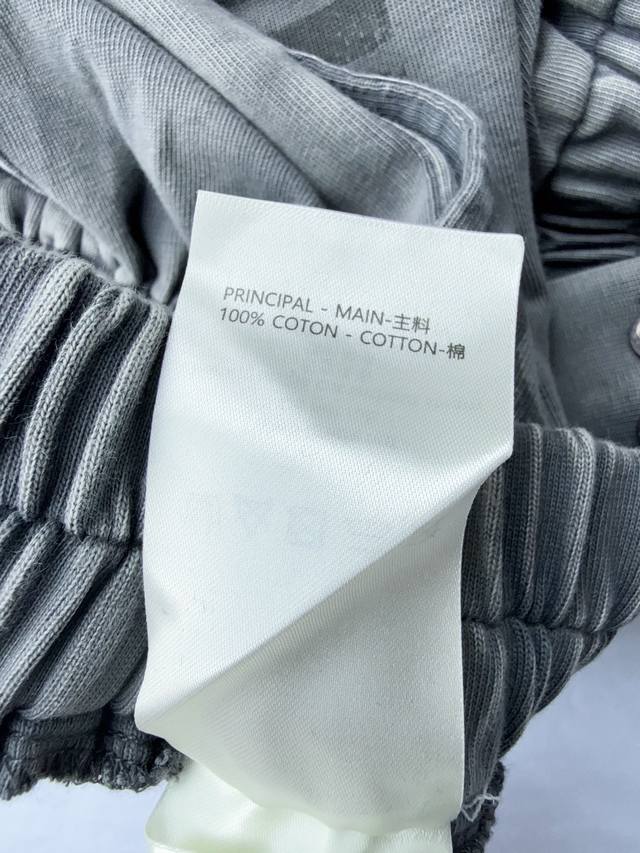 PRINCIPAL - MAIN-主料
100% COTON - COTTON-棉